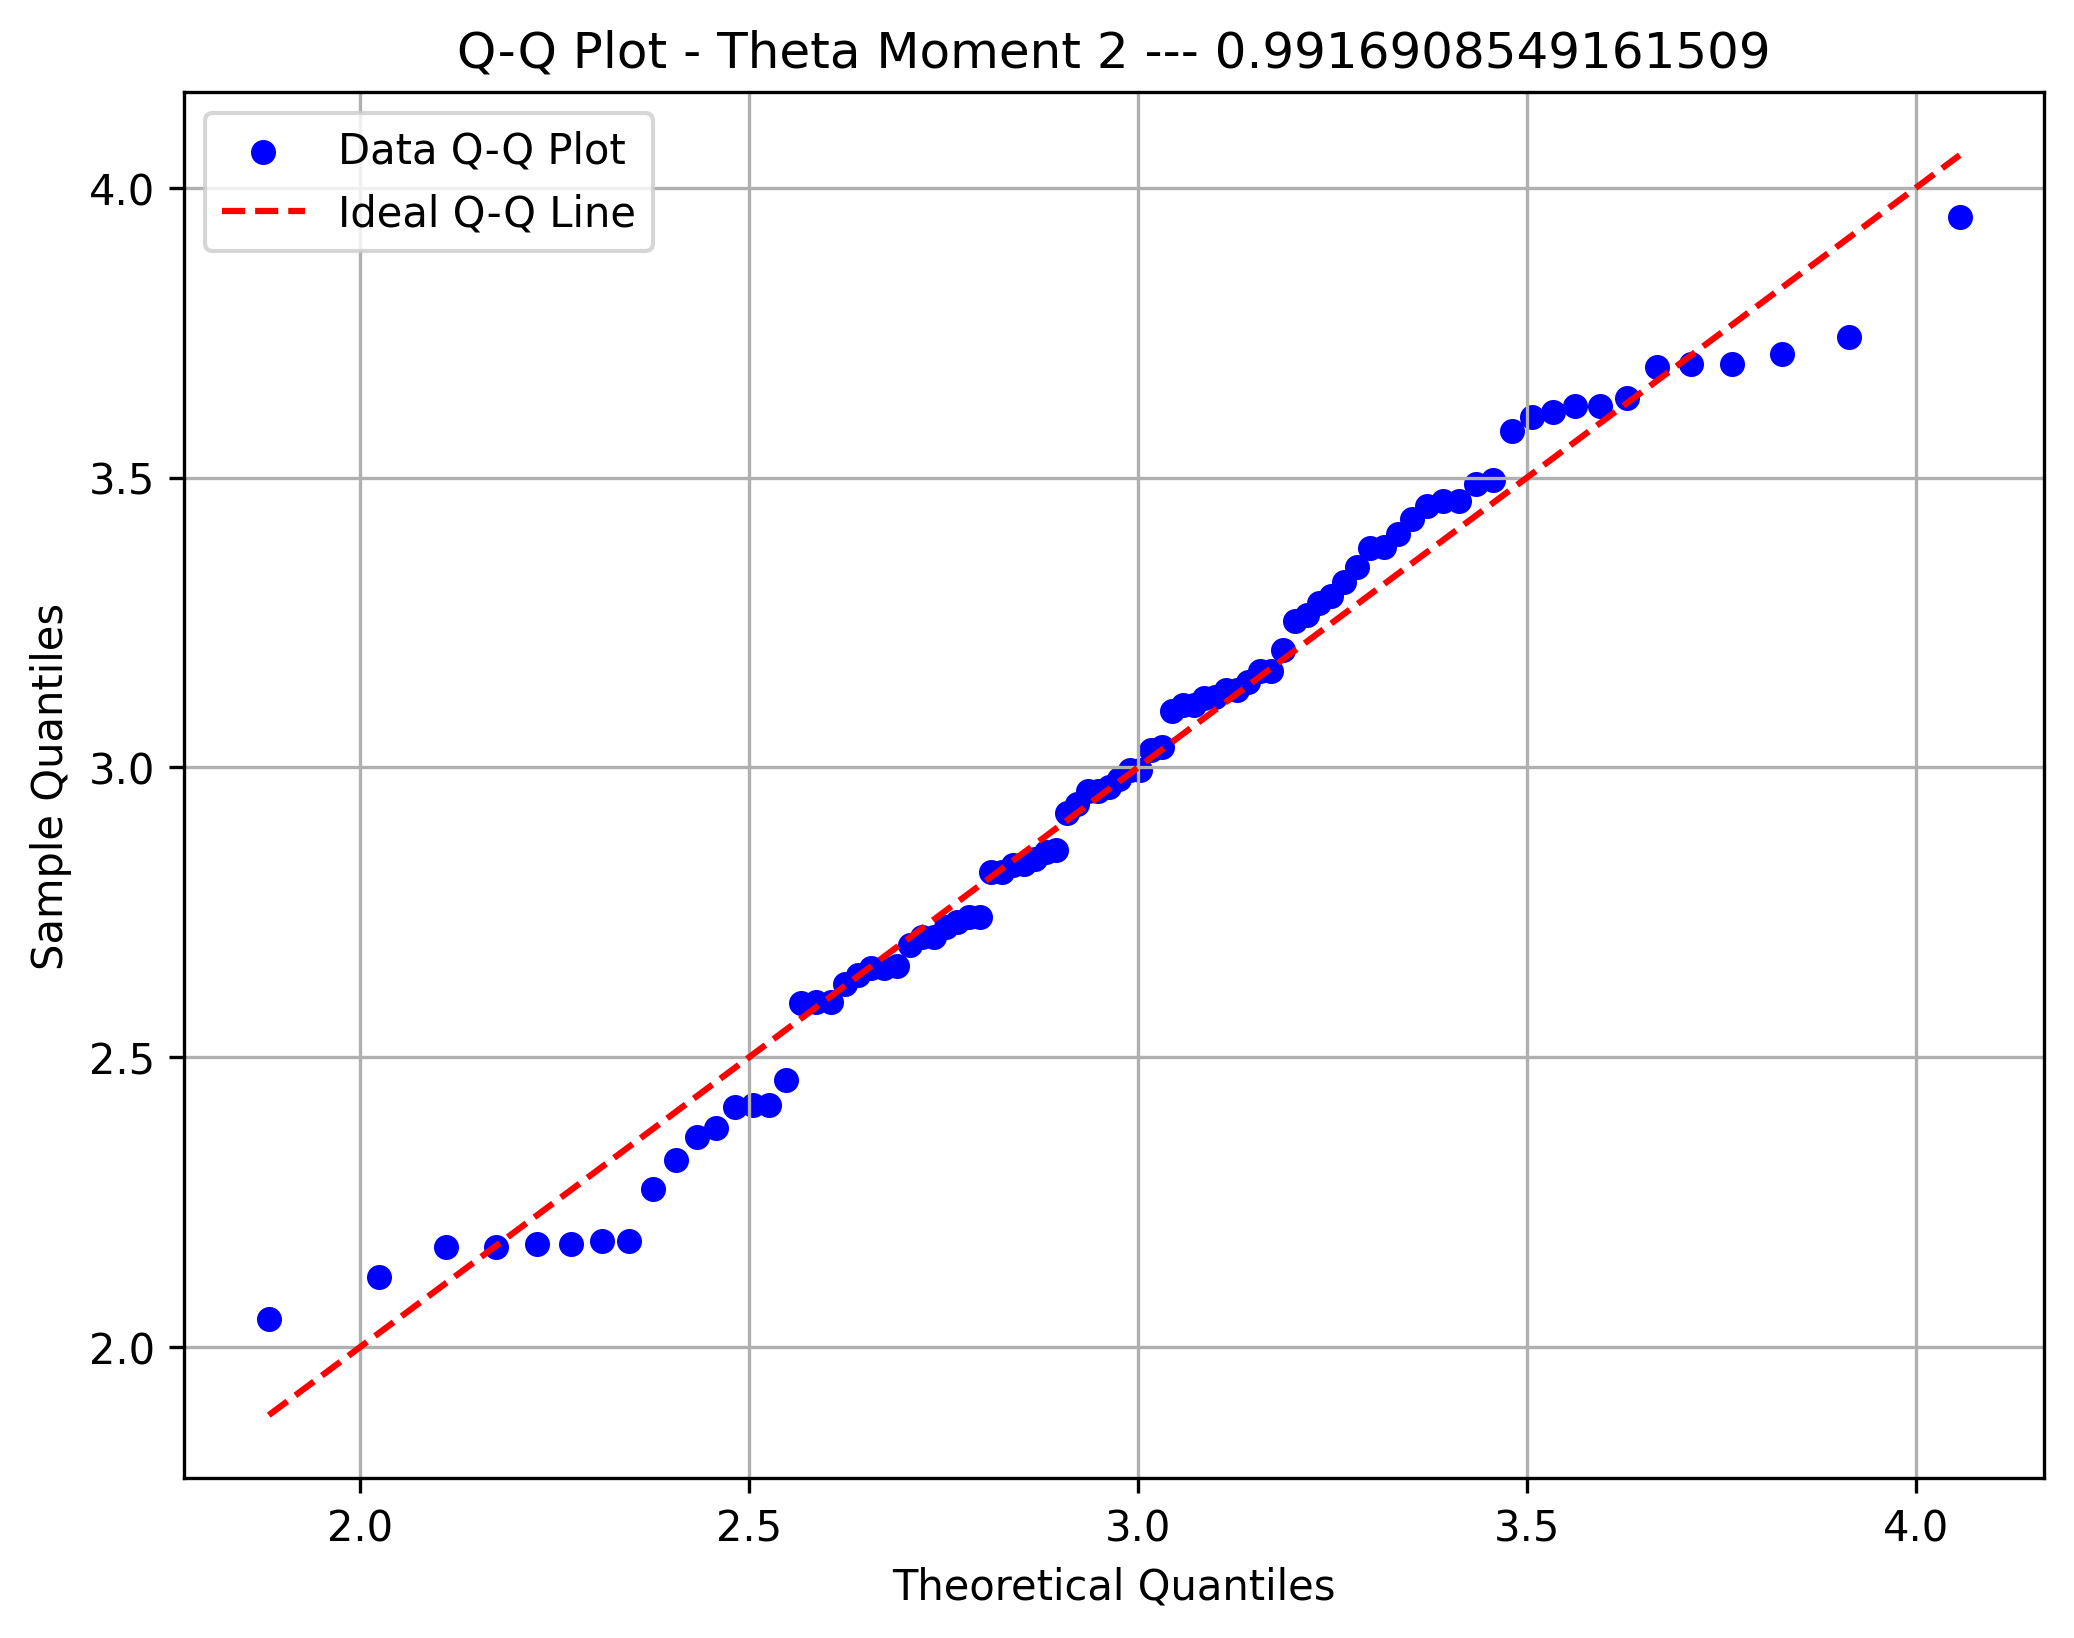 Q-Q Plot - Theta Moment 2 --- 0.9916908549161509
Data Q-Q Plot
Ideal Q-Q Line
4.0
3.5
3.0
2.5
2.0
Sample Quantiles
2.0 2.5 3.0 3.5 4.0
Theoretical Quantiles